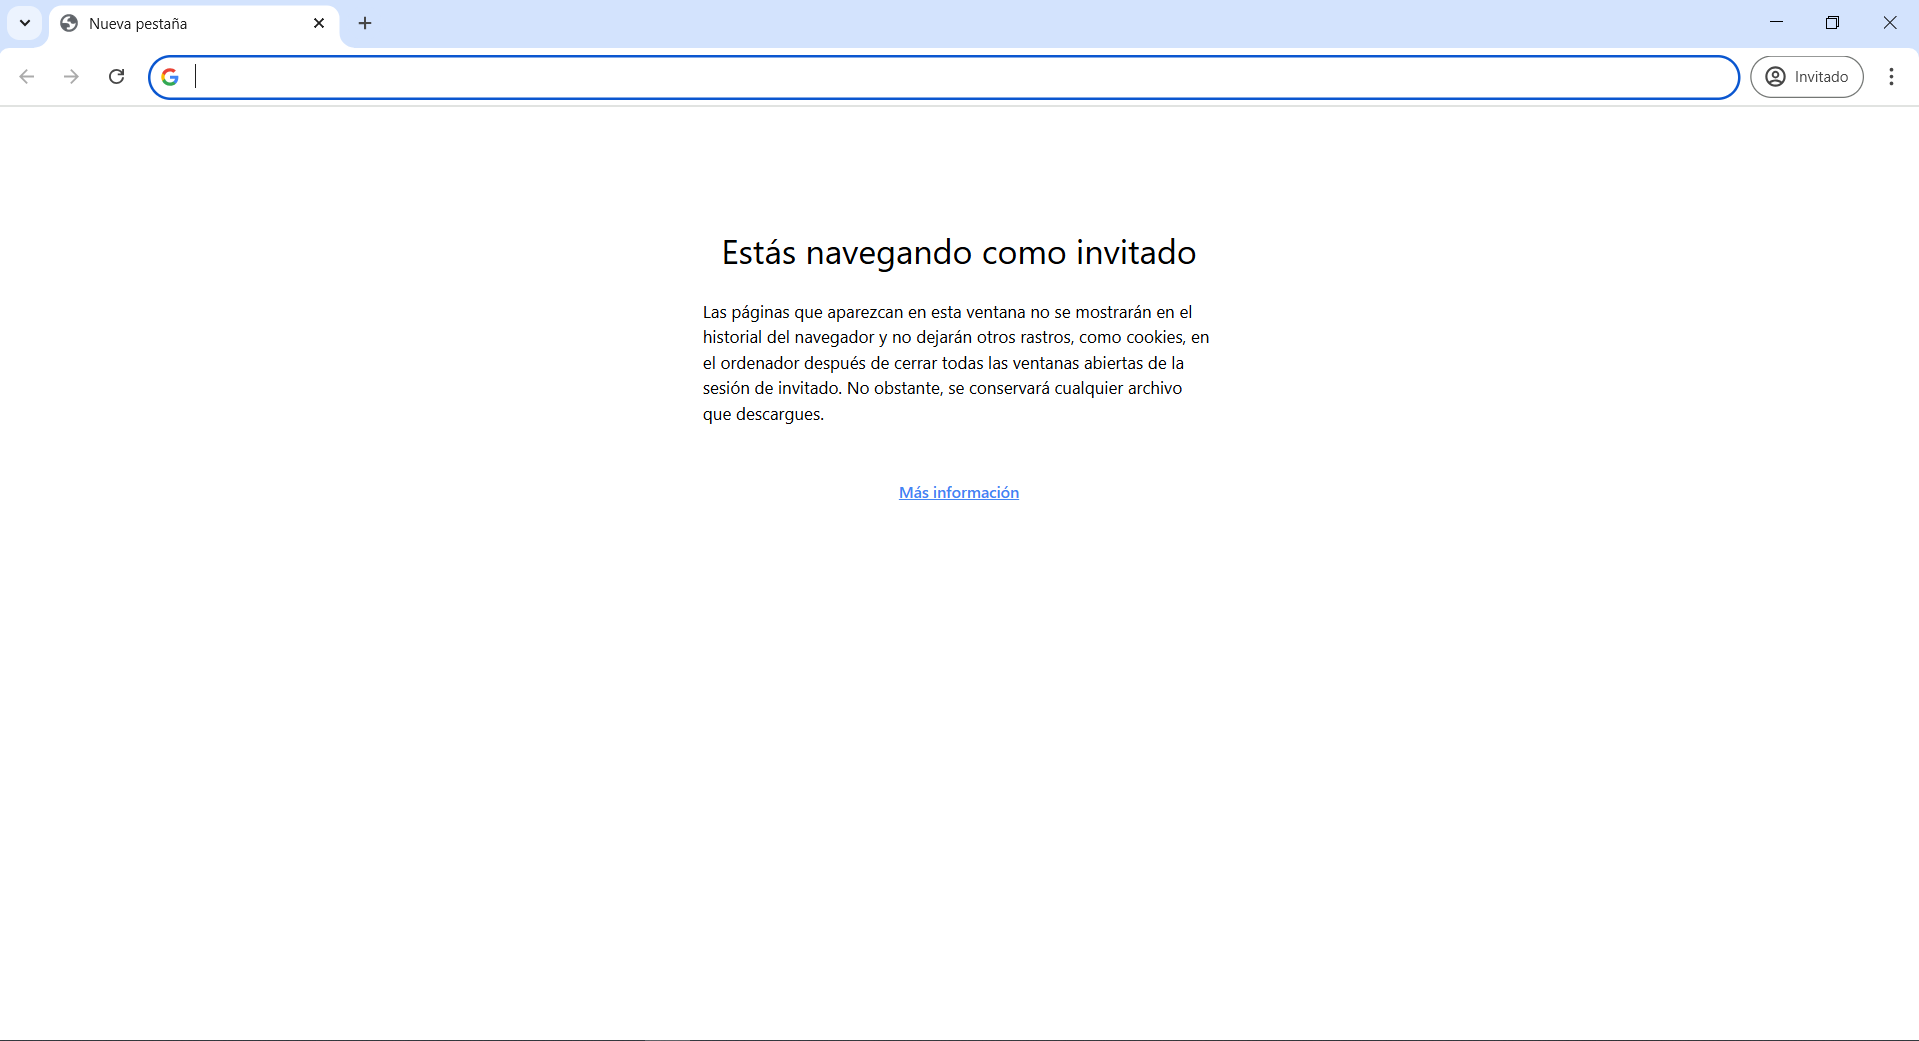 Nueva pestaña
Invitado
Estás navegando como invitado
Las páginas que aparezcan en esta ventana no se mostrarán en el
historial del navegador y no dejarán otros rastros, como cookies, en
el ordenador después de cerrar todas las ventanas abiertas de la
sesión de invitado. No obstante, se conservará cualquier archivo
que descargues.
Más información